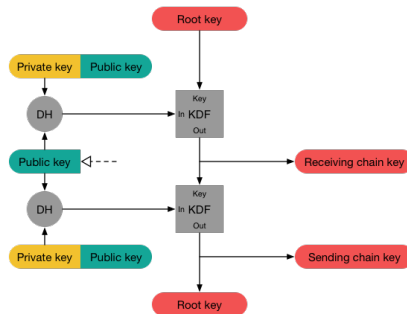 Root key
Private key Public key
Key
DH In KDF
Out
Public key Receiving chain key
Key
DH In KDF
Out
Private key Public key Sending chain key
Root key